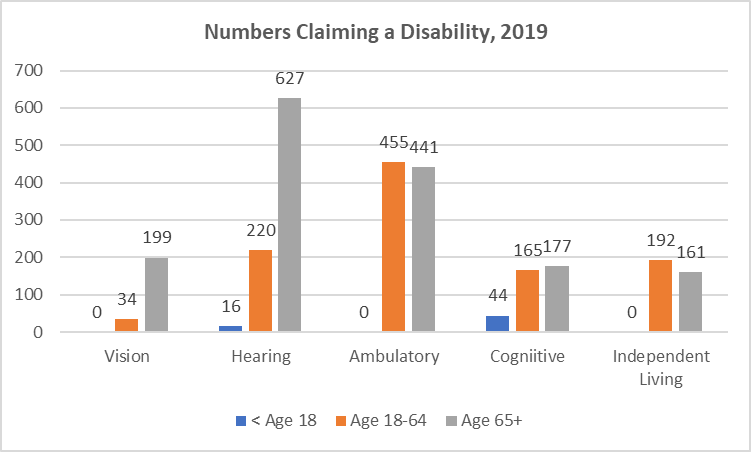 Numbers Claiming a Disability, 2019
700
600
500
400
300
200
100
0
0 34 199
16 220 627
0 455 441
44 165 177
0 192 161
Vision Hearing Ambulatory Cogniitive Independent
Living
< Age 18 Age 18-64 Age 65+